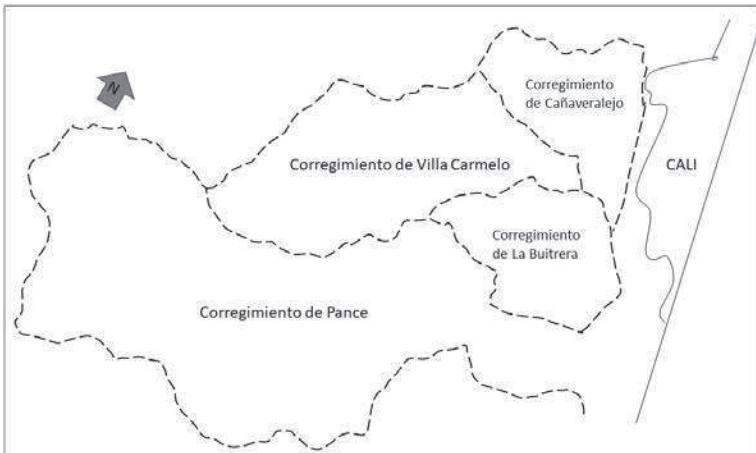 N
Corregimiento
de Cañaveralejo
Corregimiento de Villa Carmelo
CALI
Corregimiento
de La Buitrera
Corregimiento de Pance